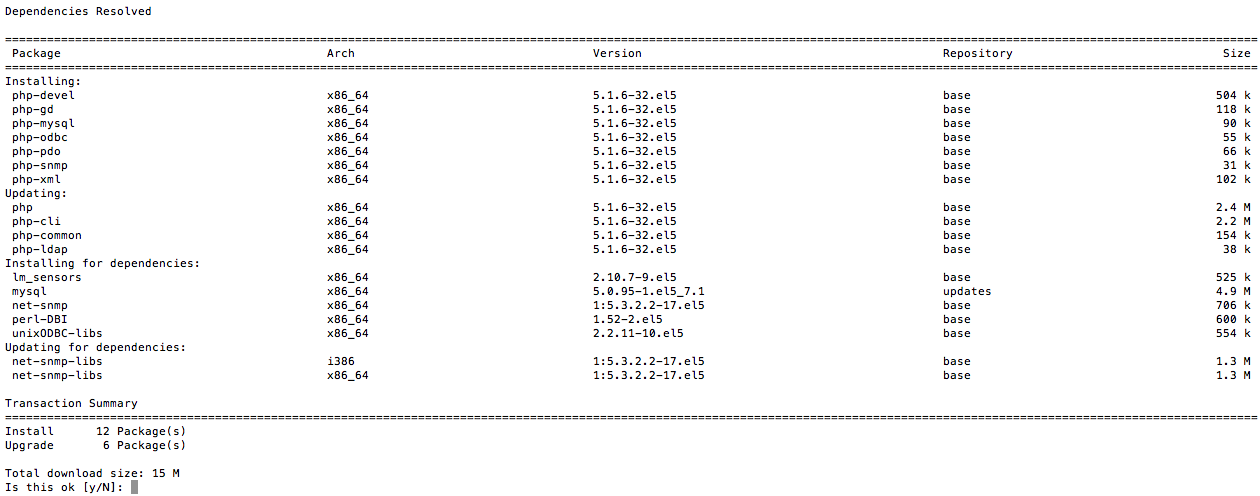 Dependencies Resolved
================================================================================
Package Arch Version Repository Size
================================================================================
Installing:
php-devel x86_64 5.1.6-32.el5 base 504 k
php-gd x86_64 5.1.6-32.el5 base 118 k
php-mysql x86_64 5.1.6-32.el5 base 90 k
php-odbc x86_64 5.1.6-32.el5 base 55 k
php-pdo x86_64 5.1.6-32.el5 base 66 k
php-snmp x86_64 5.1.6-32.el5 base 31 k
php-xml x86_64 5.1.6-32.el5 base 102 k
Updating:
php x86_64 5.1.6-32.el5 base 2.4 M
php-cli x86_64 5.1.6-32.el5 base 2.2 M
php-common x86_64 5.1.6-32.el5 base 154 k
php-ldap x86_64 5.1.6-32.el5 base 38 k
Installing for dependencies:
lm_sensors x86_64 2.10.7-9.el5 base 525 k
mysql x86_64 5.0.95-1.el5_7.1 updates 4.9 M
net-snmp x86_64 1:5.3.2.2-17.el5 base 706 k
perl-DBI x86_64 1.52-2.el5 base 600 k
unixODBC-libs x86_64 2.2.11-10.el5 base 554 k
Updating for dependencies:
net-snmp-libs i386 1:5.3.2.2-17.el5 base 1.3 M
net-snmp-libs x86_64 1:5.3.2.2-17.el5 base 1.3 M
Transaction Summary
================================================================================
Install 12 Package(s)
Upgrade 6 Package(s)
Total download size: 15 M
Is this ok [y/N]: